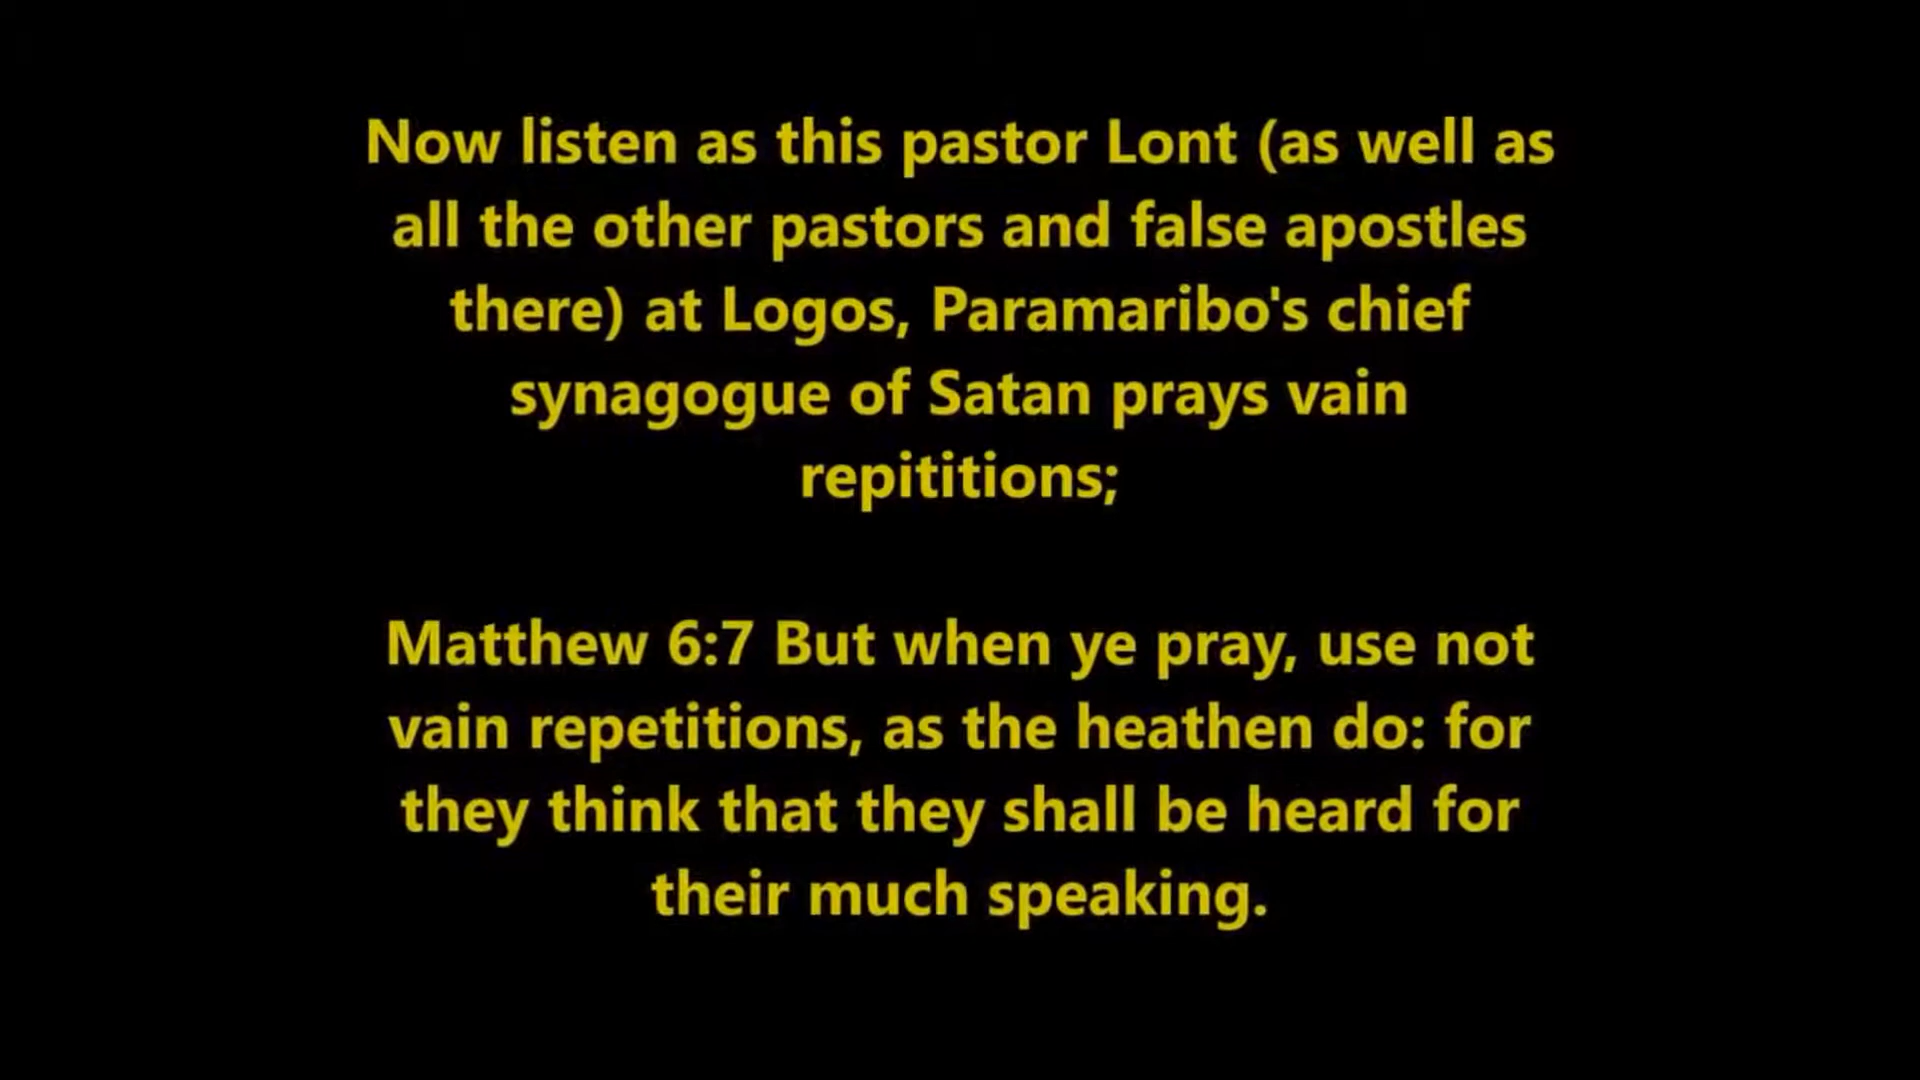 Now listen as this pastor Lont (as well as
all the other pastors and false apostles
there) at Logos, Paramaribo's chief
synagogue of Satan prays vain
repititions;
Matthew 6:7 But when ye pray, use not
vain repetitions, as the heathen do: for
they think that they shall be heard for
their much speaking.